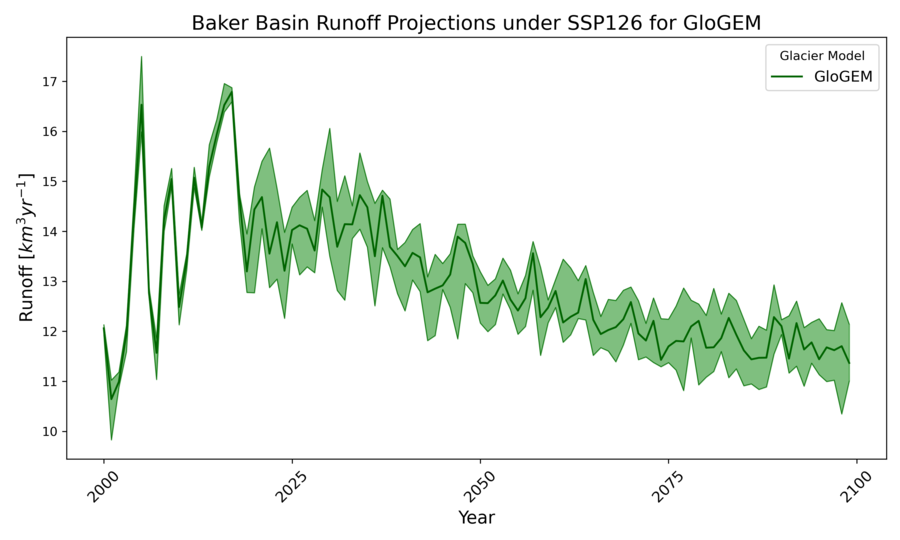 Baker Basin Runoff Projections under SSP126 for GloGEM
Glacier Model
GloGEM
Runoff [km³yr⁻¹]
17
16
15
14
13
12
11
10
2000
2025
2050
2075
2100
Year